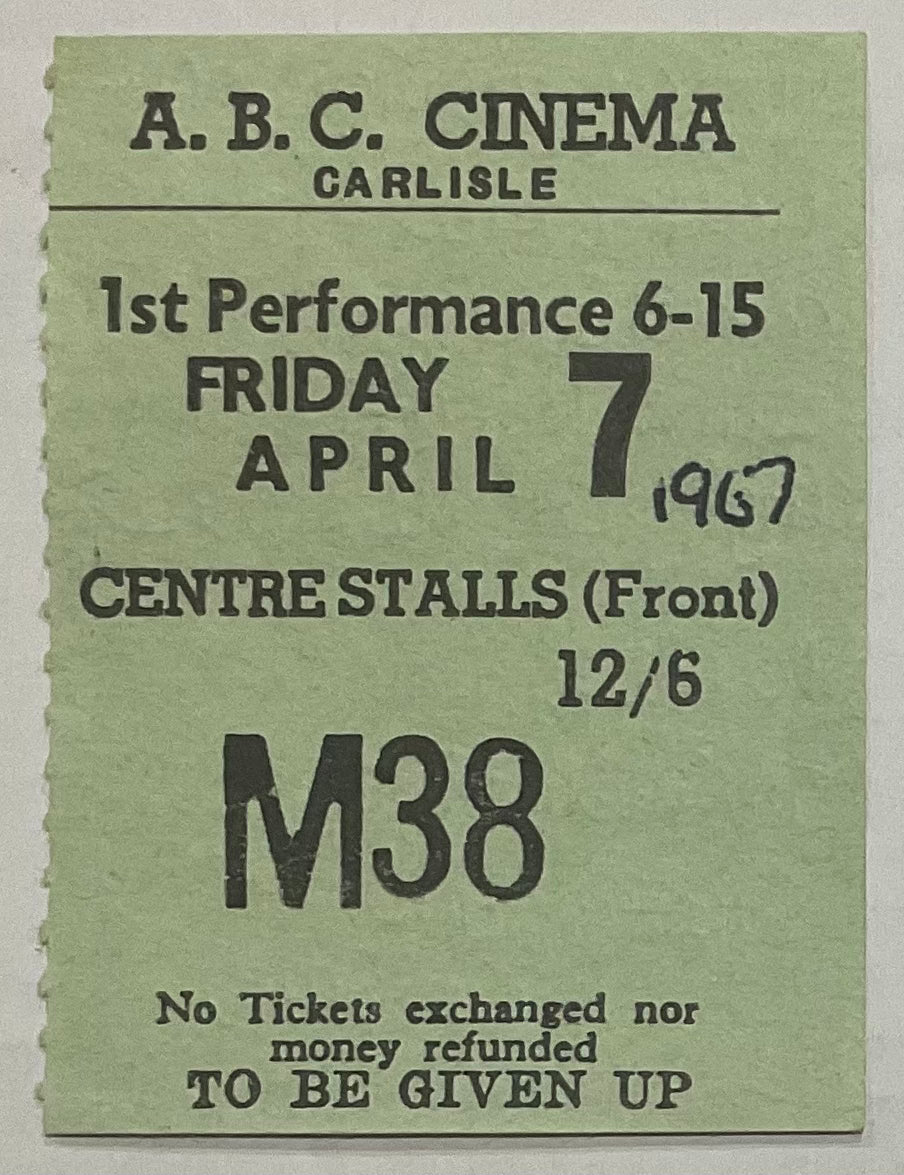 A. B. C. CINEMA
CARLISLE
1st Performance 6-15
FRIDAY 7
APRIL 1967
CENTRE STALLS (Front)
12/6
M38
No Tickets exchanged nor
money refunded
TO BE GIVEN UP